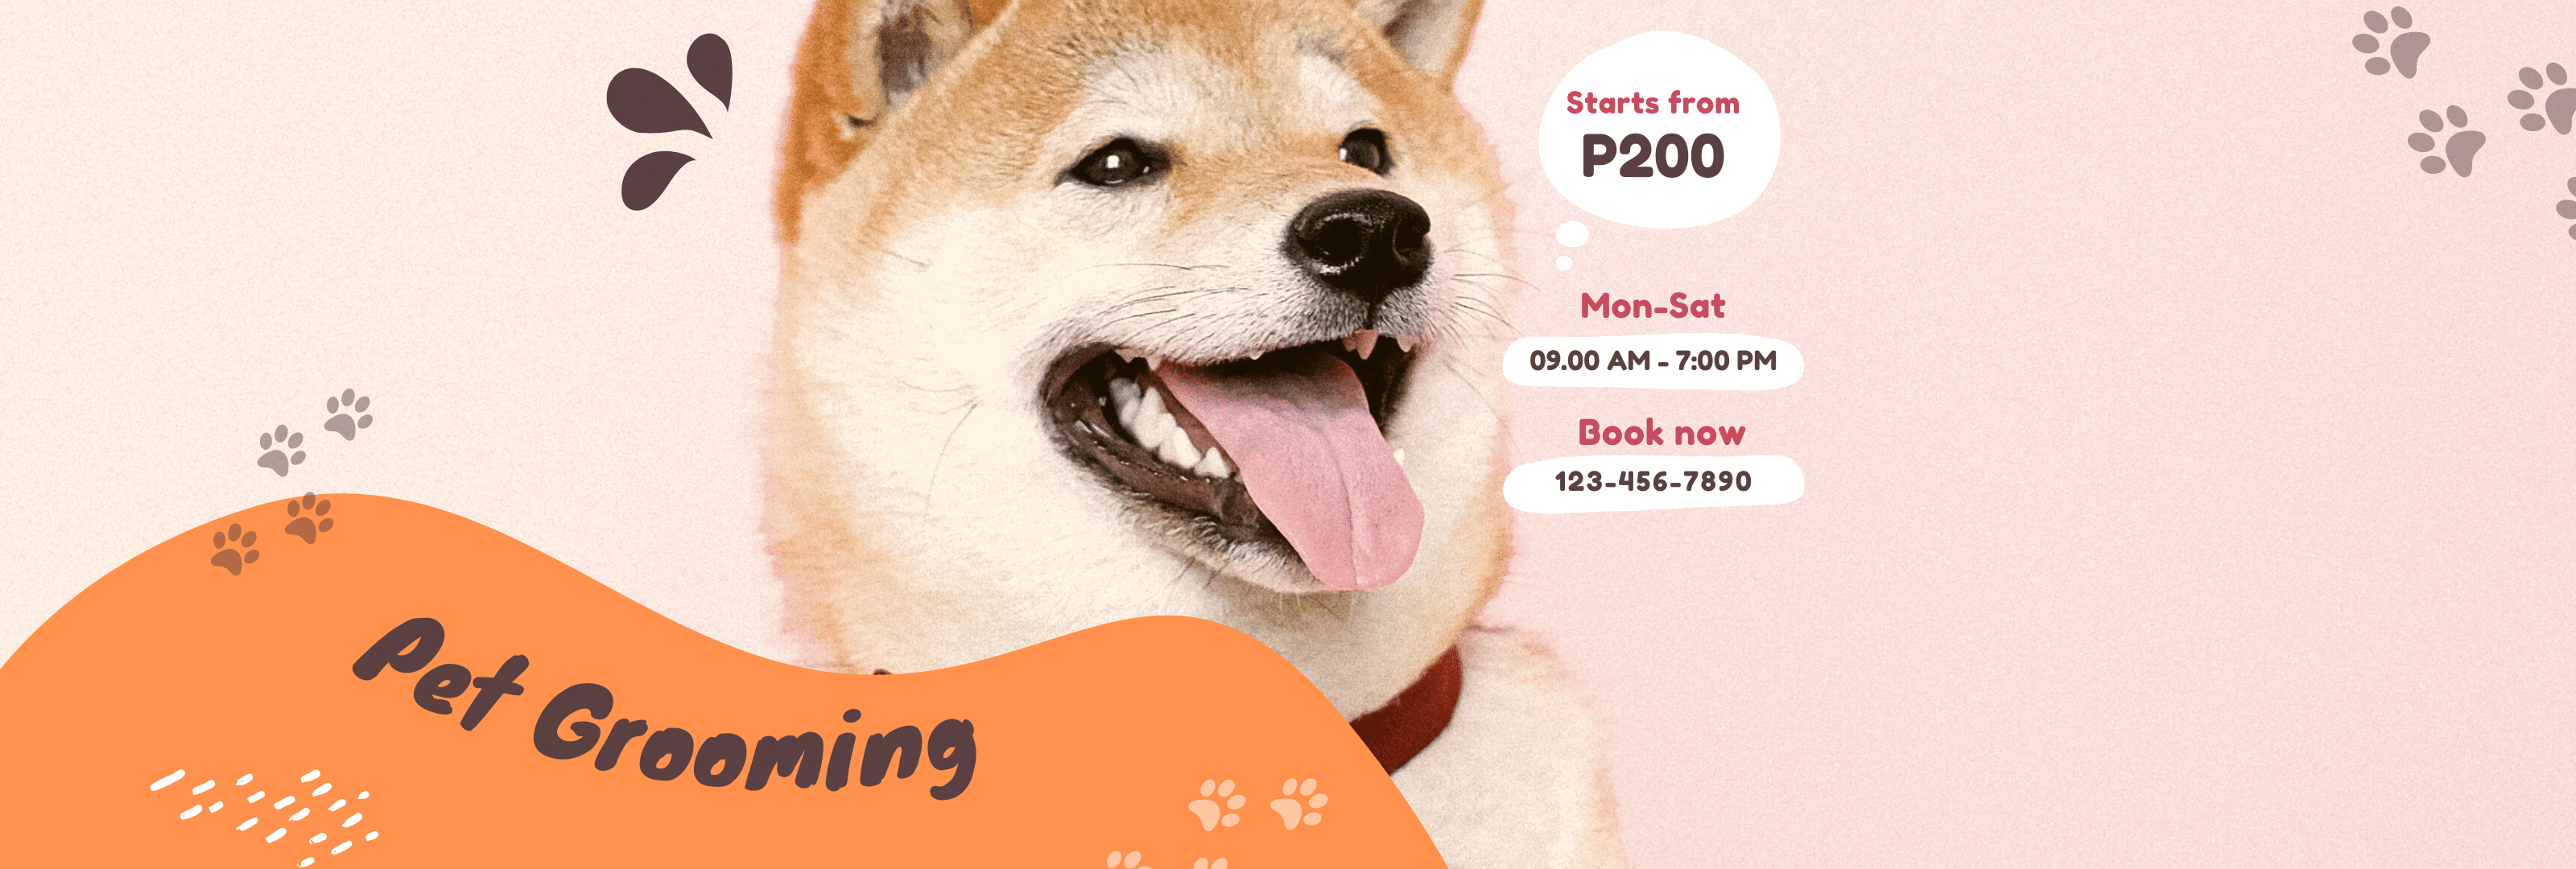 Starts from
P200
Mon-Sat
09.00 AM - 7:00 PM
Book now
123-456-7890
Pet Grooming